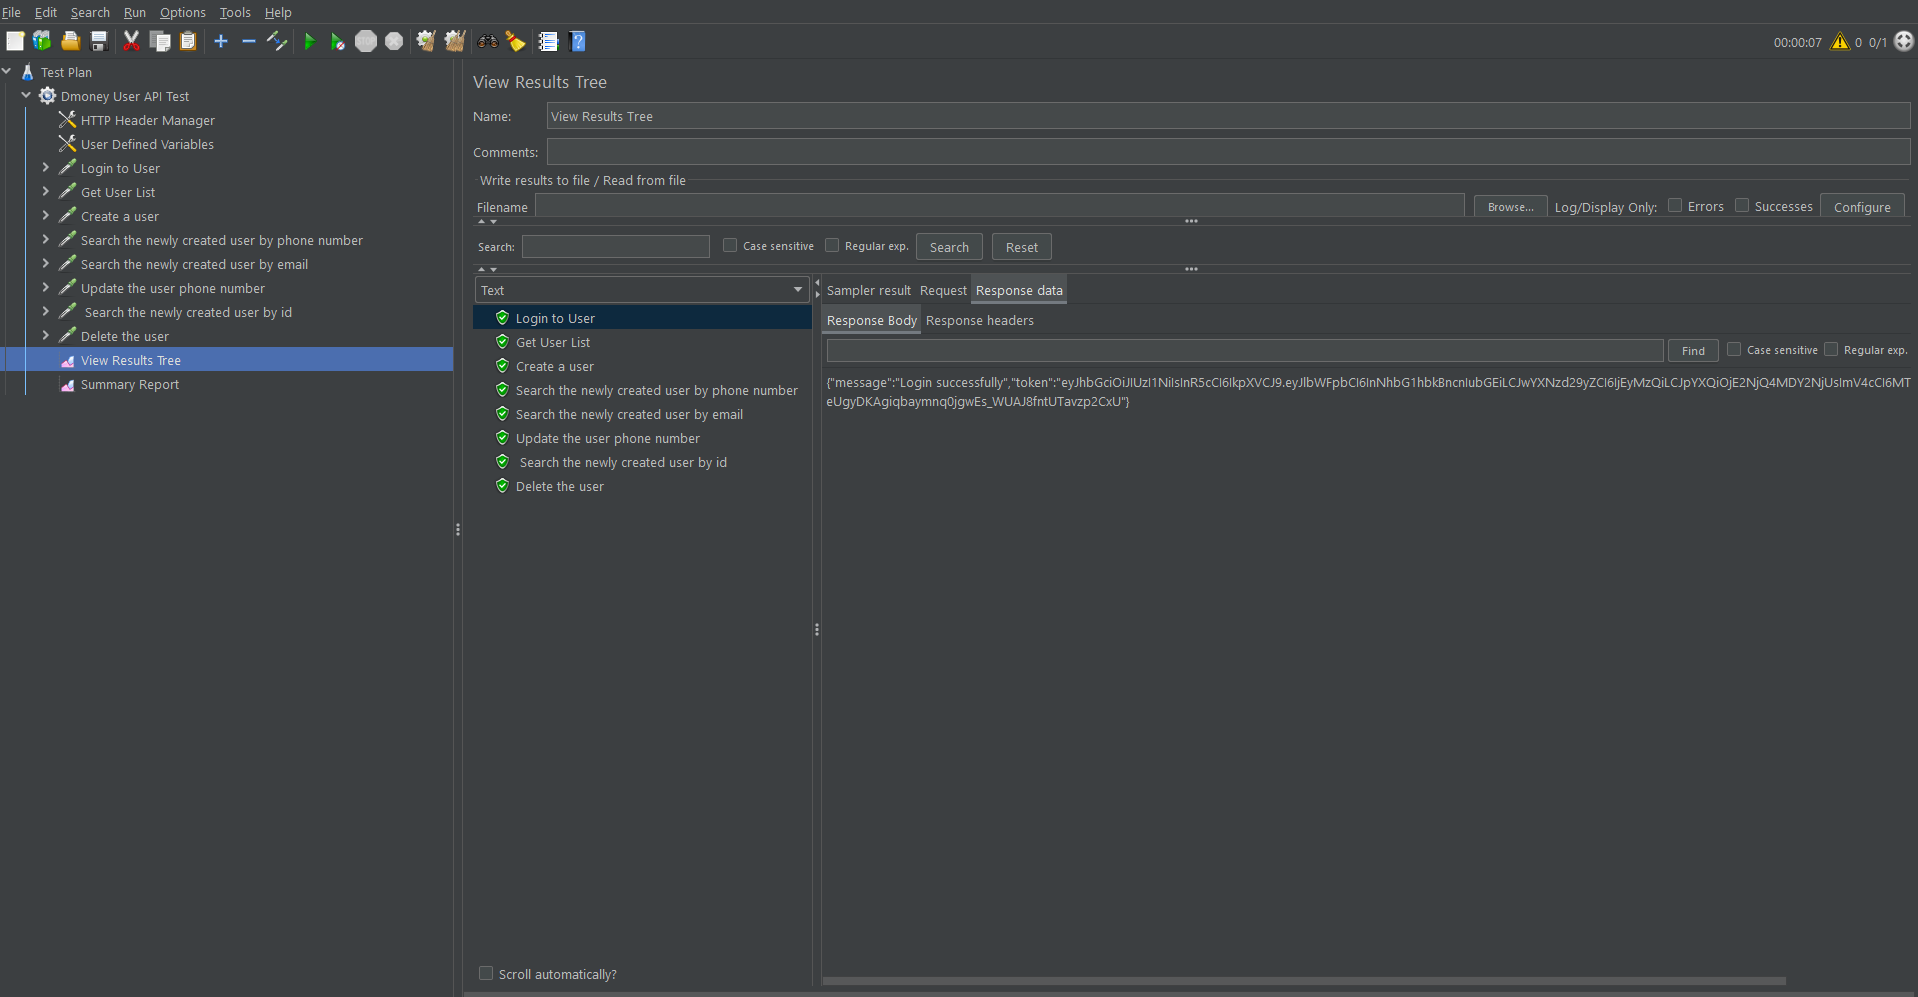 File Edit Search Run Options Tools Help
00:00:07 0 0/1
Test Plan
Dmoney User API Test
HTTP Header Manager
User Defined Variables
Login to User
Get User List
Create a user
Search the newly created user by phone number
Search the newly created user by email
Update the user phone number
Search the newly created user by id
Delete the user
View Results Tree
Summary Report
View Results Tree
Name: View Results Tree
Comments:
Write results to file / Read from file
Filename Browse... Log/Display Only: Errors Successes Configure
Search: Case sensitive Regular exp. Search Reset
Text
Login to User
Get User List
Create a user
Search the newly created user by phone number
Search the newly created user by email
Update the user phone number
Search the newly created user by id
Delete the user
Scroll automatically?
Sampler result Request Response data
Response Body Response headers
Find Case sensitive Regular exp.
{"message":"Login successfully","token":"eyJhbGciOiJIUzI1NiIsInR5cCI6IkpXVCJ9.eyJlbWFpbCI6InNhbG1hbkBncnIubGEiLCJwYXNzd29yZCI6IjEyMzQiLCJpYXQiOjE2NjQ4MDY2NjUsImV4cCI6MT
eUgyDKAgiqbaymnq0jgwEs_WUAJ8fntUTavzp2CxU"}